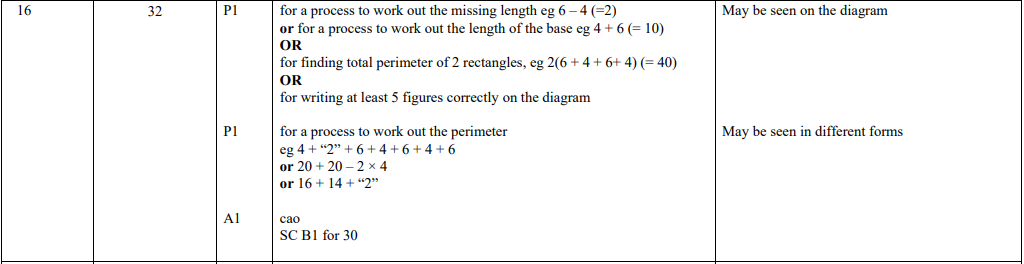 16 32 P1 for a process to work out the missing length eg 6 – 4 (=2) May be seen on the diagram
or for a process to work out the length of the base eg 4 + 6 (= 10)
OR
for finding total perimeter of 2 rectangles, eg 2(6 + 4 + 6+ 4) (= 40)
OR
for writing at least 5 figures correctly on the diagram
P1 for a process to work out the perimeter May be seen in different forms
eg 4 + “2” + 6 + 4 + 6 + 4 + 6
or 20 + 20 – 2 × 4
or 16 + 14 + “2”
A1 cao
SC B1 for 30